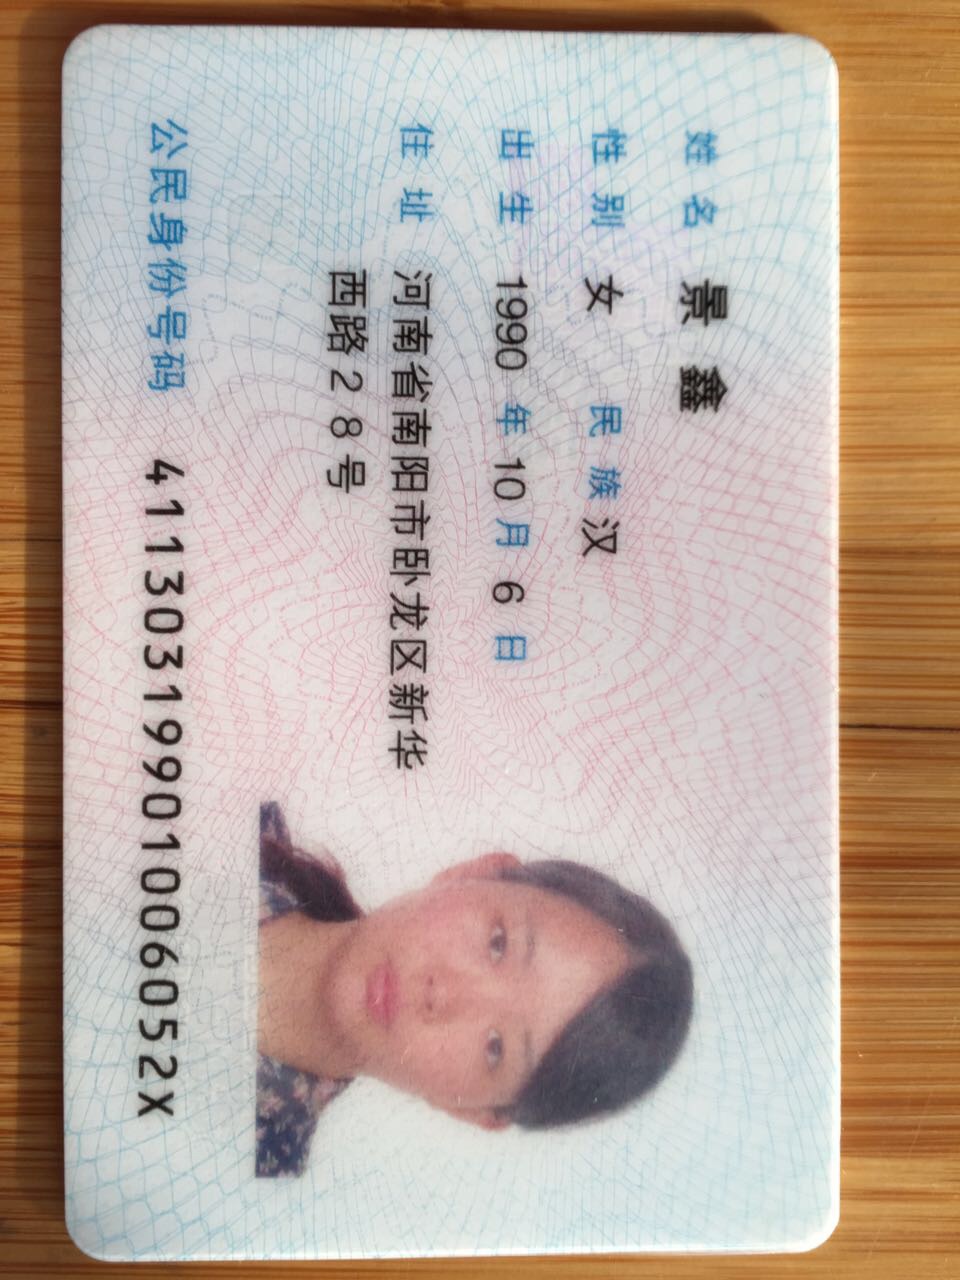 姓名 景鑫
性别 女 民族 汉
出生 1990 年 10 月 6 日
住址 河南省南阳市卧龙区新华
西路28号
公民身份号码 41130319901006052X